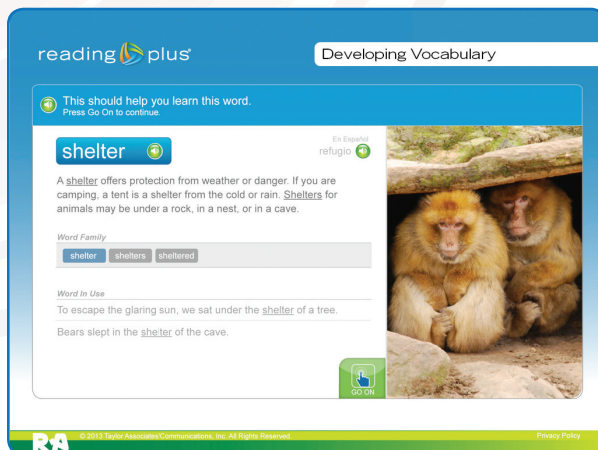 reading plus®
Developing Vocabulary
This should help you learn this word.
Press Go On to continue.
shelter
En Español
refugio
A shelter offers protection from weather or danger. If you are
camping, a tent is a shelter from the cold or rain. Shelters for
animals may be under a rock, in a nest, or in a cave.
Word Family
shelter shelters sheltered
Word In Use
To escape the glaring sun, we sat under the shelter of a tree.
Bears slept in the shelter of the cave.
GO ON
© 2013 Taylor Associates/Communications, Inc. All Rights Reserved.
Privacy Policy